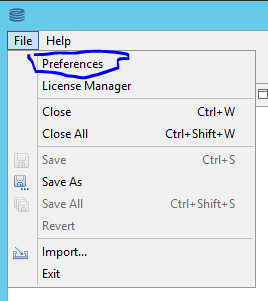 File Help
Preferences
License Manager
Close Ctrl+W
Close All Ctrl+Shift+W
Save Ctrl+S
Save As
Save All Ctrl+Shift+S
Revert
Import...
Exit